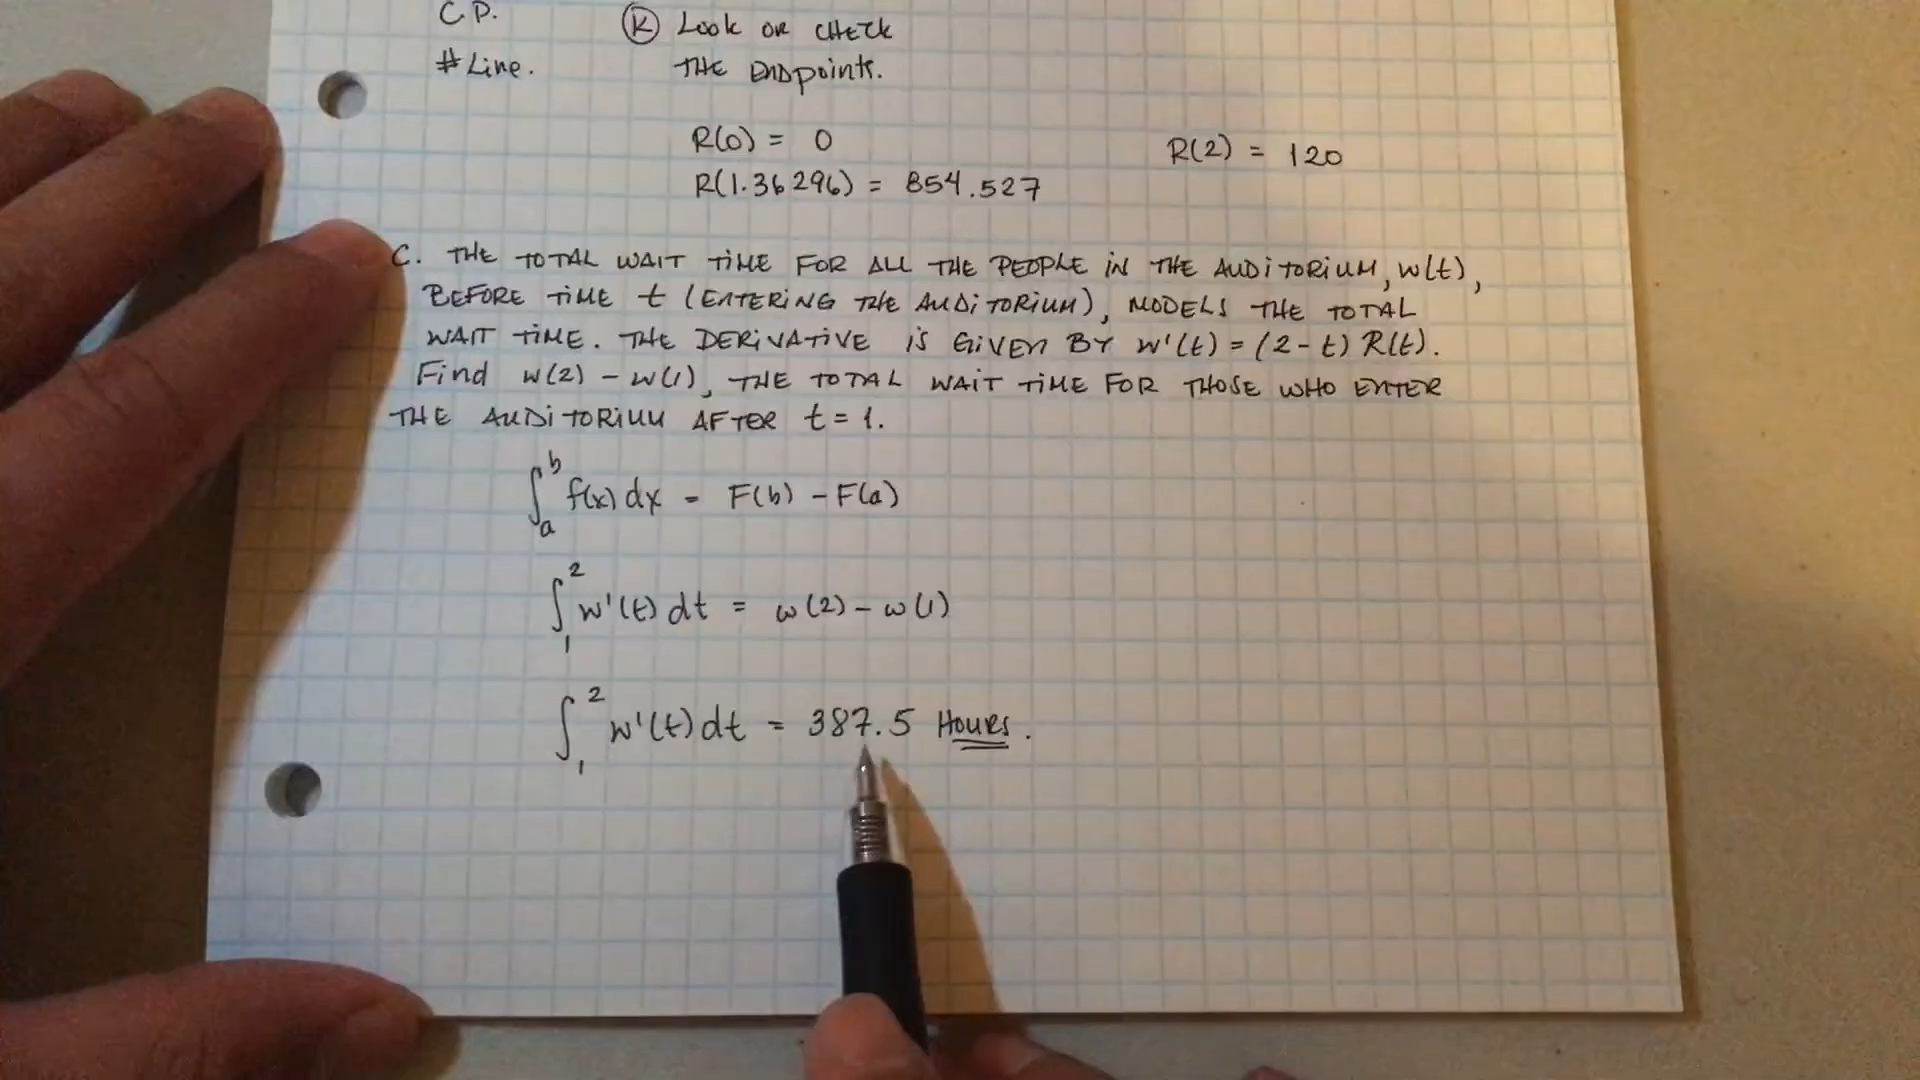 C.P.
Ⓚ Look OR CHECK
# Line.
THE ENDpoints.
R(0) = 0
R(2) = 120
R(1.36296) = 854.527
C. THE TOTAL WAIT TIME FOR ALL THE PEOPLE IN THE AUDITORIUM, w(t),
BEFORE TIME t (ENTERING THE AUDITORIUM), MODELS THE TOTAL
WAIT TIME. THE DERIVATIVE IS GIVEN BY w'(t) = (2-t) R(t).
Find w(2) - w(1), THE TOTAL WAIT TIME FOR THOSE WHO ENTER
THE AUDITORIUM AFTER t = 1.
∫_a^b f(x) dx = F(b) - F(a)
∫_1^2 w'(t) dt = w(2) - w(1)
∫_1^2 w'(t) dt = 387.5 Hours.